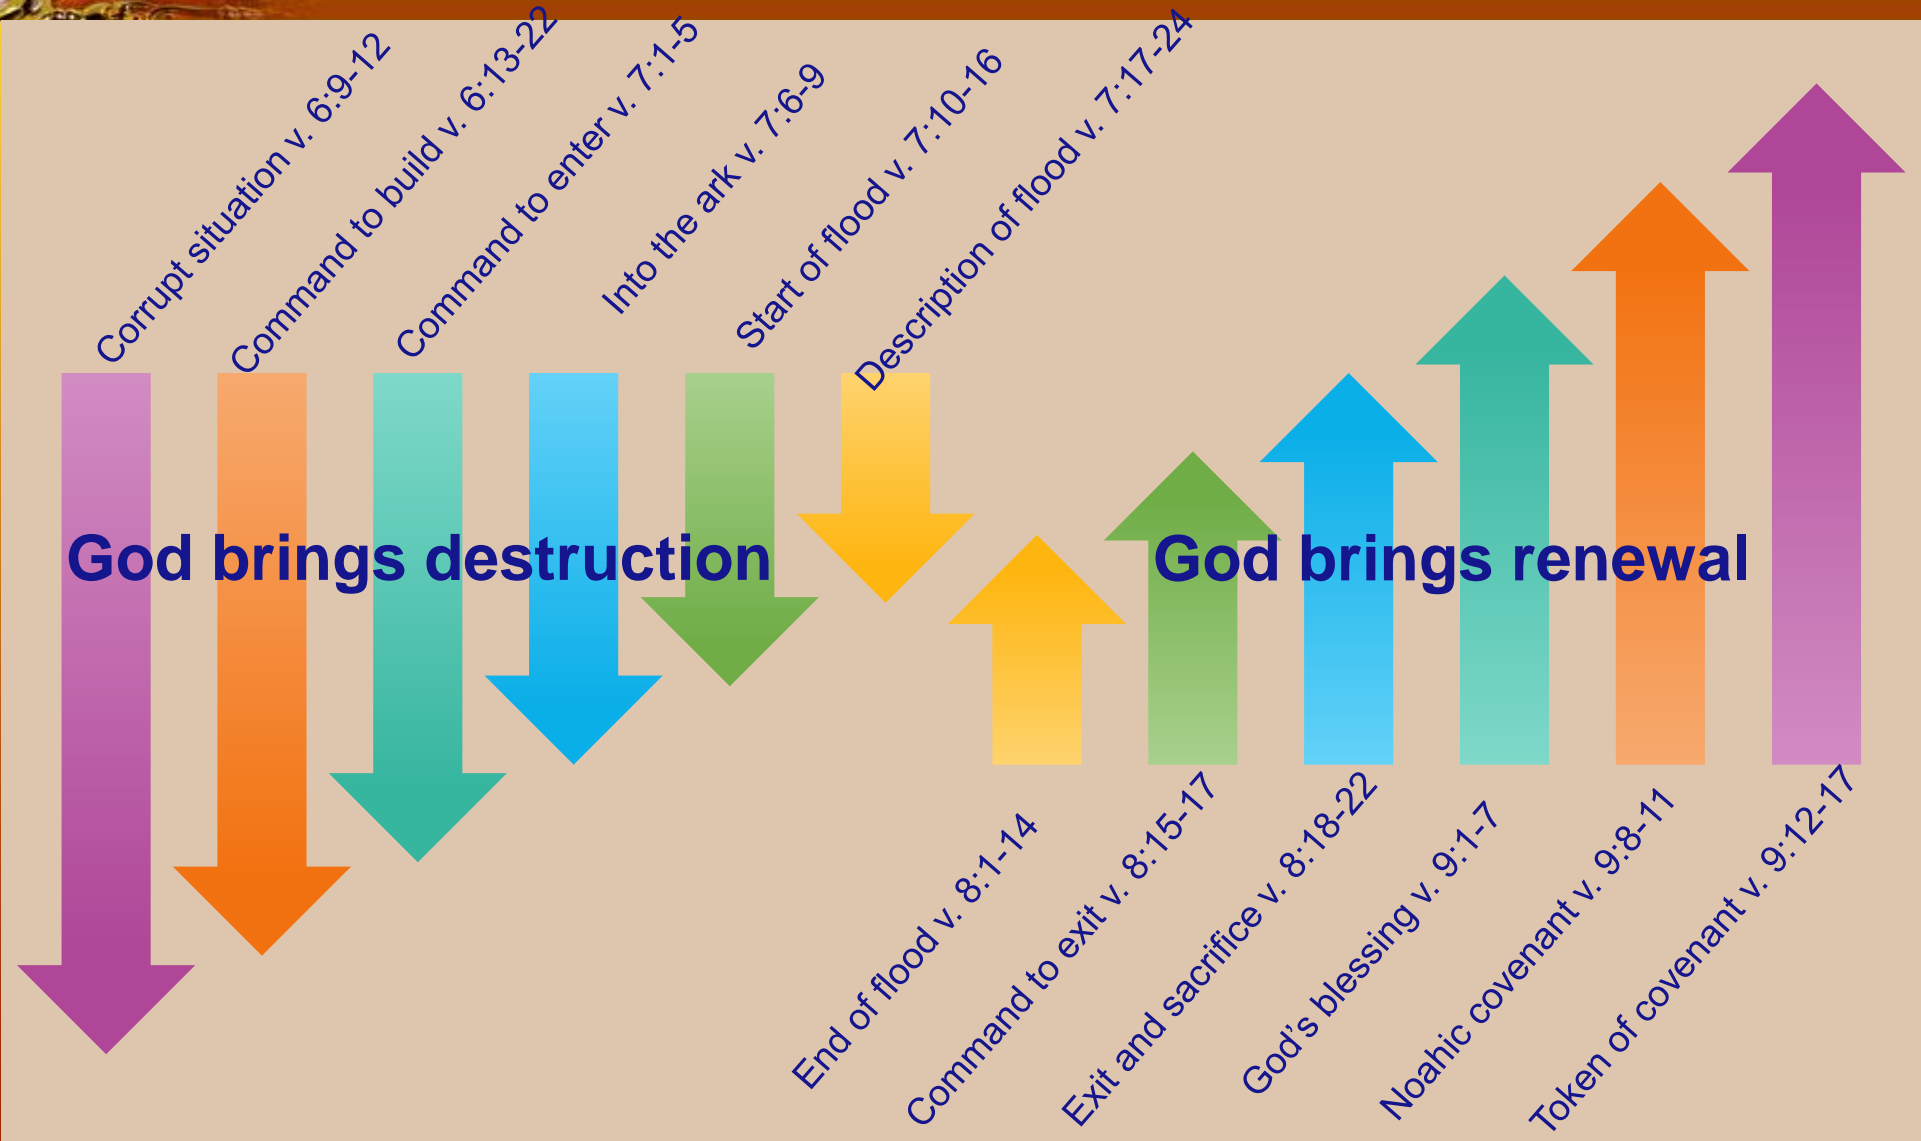 Corrupt situation v. 6:9-12
Command to build v. 6:13-22
Command to enter v. 7:1-5
Into the ark v. 7:6-9
Start of flood v. 7:10-16
Description of flood v. 7:17-24
God brings destruction
God brings renewal
End of flood v. 8:1-14
Command to exit v. 8:15-17
Exit and sacrifice v. 8:18-22
God’s blessing v. 9:1-7
Noahic covenant v. 9:8-11
Token of covenant v. 9:12-17